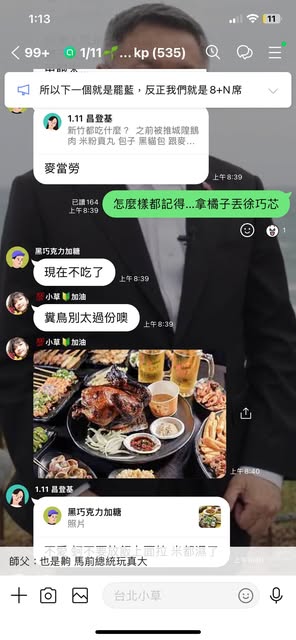 1:13
11
99+
1/11🌱... kp (535)
所以下一個就是罷藍，反正我們就是 8+N 席
1.11 昌登基
新竹都吃什麼？ 之前被推城隍鵝
肉 米粉貢丸 包子 黑貓包 跟麥...
麥當勞
上午8:39
已讀164
上午8:39
怎麼樣都記得...拿橘子丟徐巧芯
1
黑巧克力加糖
現在不吃了
上午8:39
💯小草🔰加油
糞鳥別太過份噢
上午8:39
💯小草🔰加油
上午8:40
1.11 昌登基
黑巧克力加糖
照片
師父：也是齁 馬前總統玩真大
台北小草